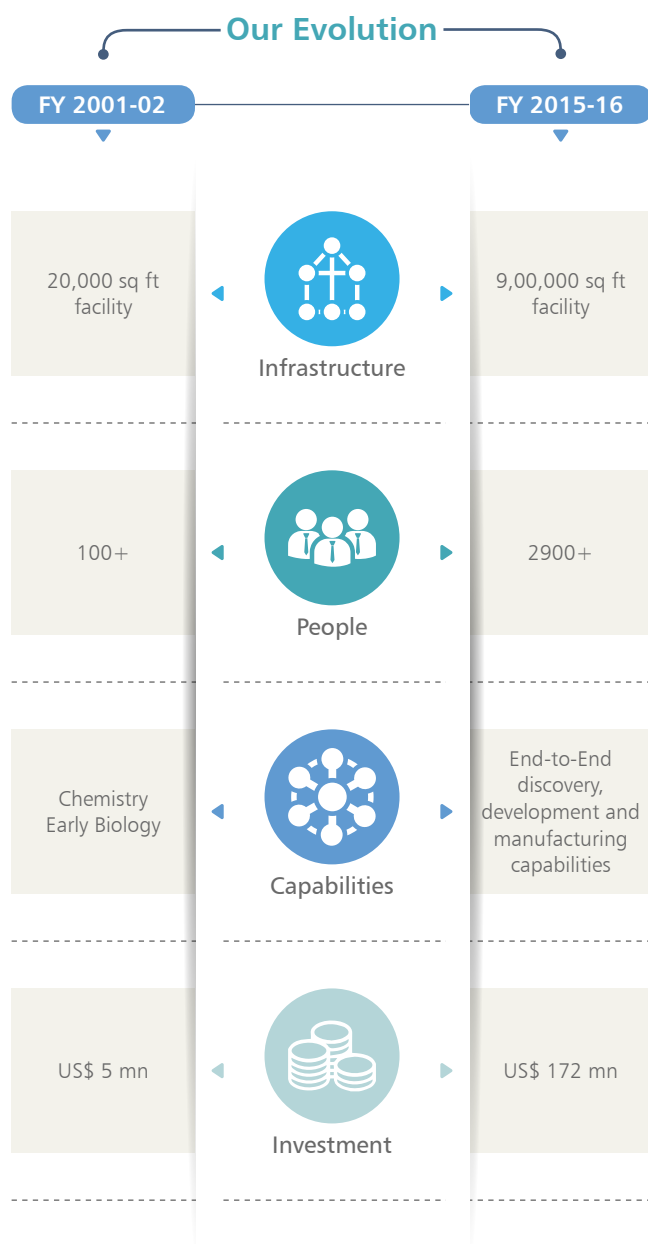 Our Evolution
FY 2001-02
FY 2015-16
20,000 sq ft
facility
Infrastructure
9,00,000 sq ft
facility
100+
People
2900+
Chemistry
Early Biology
Capabilities
End-to-End
discovery,
development and
manufacturing
capabilities
US$ 5 mn
Investment
US$ 172 mn